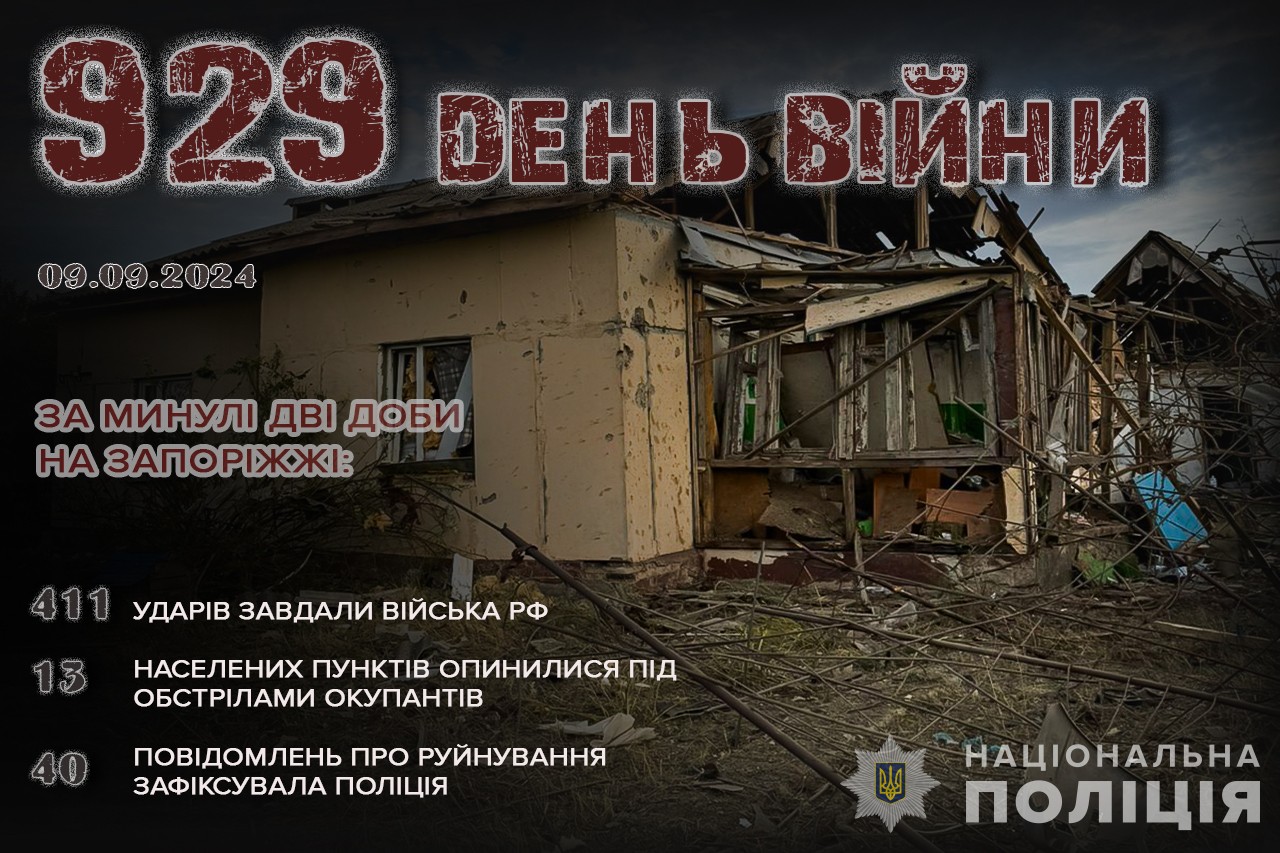 929 ДЕНЬ ВІЙНИ
09.09.2024
ЗА МИНУЛІ ДВІ ДОБИ
НА ЗАПОРІЖЖІ:
411 УДАРІВ ЗАВДАЛИ ВІЙСЬКА РФ
13 НАСЕЛЕНИХ ПУНКТІВ ОПИНИЛИСЯ ПІД
ОБСТРІЛАМИ ОКУПАНТІВ
40 ПОВІДОМЛЕНЬ ПРО РУЙНУВАННЯ
ЗАФІКСУВАЛА ПОЛІЦІЯ
НАЦІОНАЛЬНА
ПОЛІЦІЯ